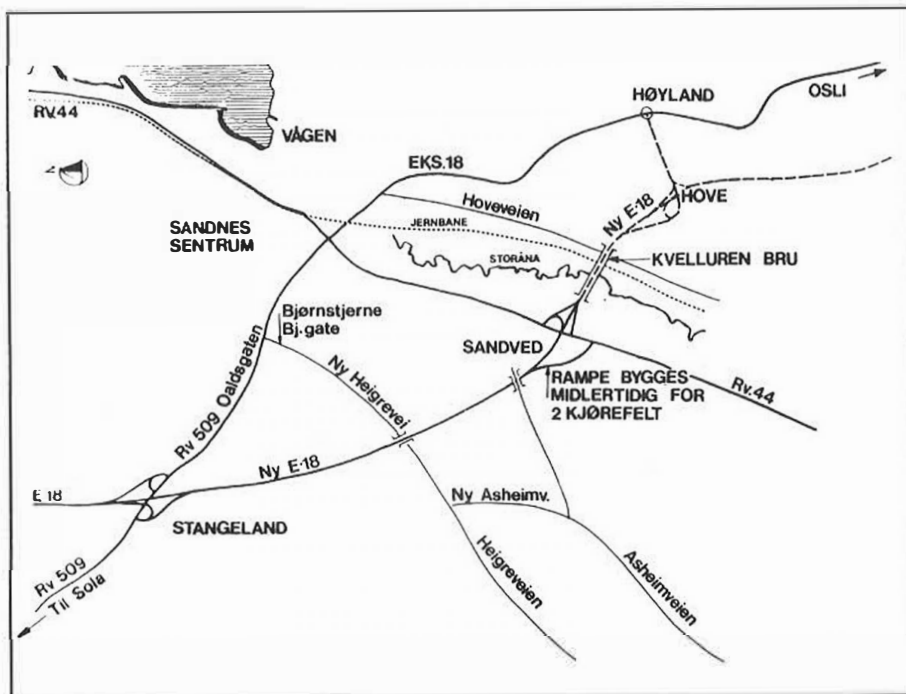 RV.44
VÅGEN
HØYLAND
OSLI
EKS.18
Hoveveien
Ny E-18
HOVE
SANDNES
SENTRUM
JERNBANE
STORÅNA
KVELLUREN BRU
Bjørnstjerne
Bj.gate
SANDVED
RAMPE BYGGES
MIDLERTIDIG FOR
2 KJØREFELT
Rv.44
Rv 509 Oaldsgaten
Ny Heigrevei
E 18
Ny E-18
STANGELAND
Ny Asheimv.
Heigreveien
Asheimveien
Rv 509
Til Sola